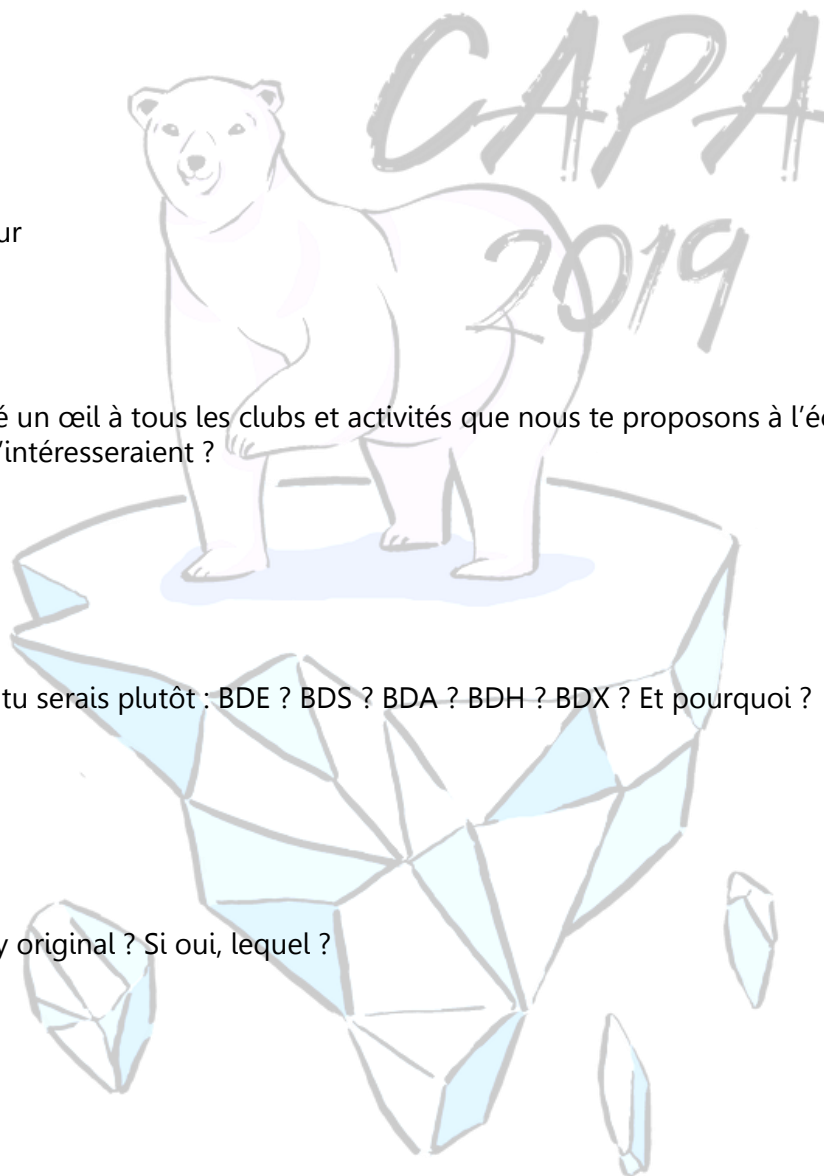 CAPA
2019
ur
é un œil à tous les clubs et activités que nous te proposons à l’éc
’intéresseraient ?
tu serais plutôt : BDE ? BDS ? BDA ? BDH ? BDX ? Et pourquoi ?
y original ? Si oui, lequel ?